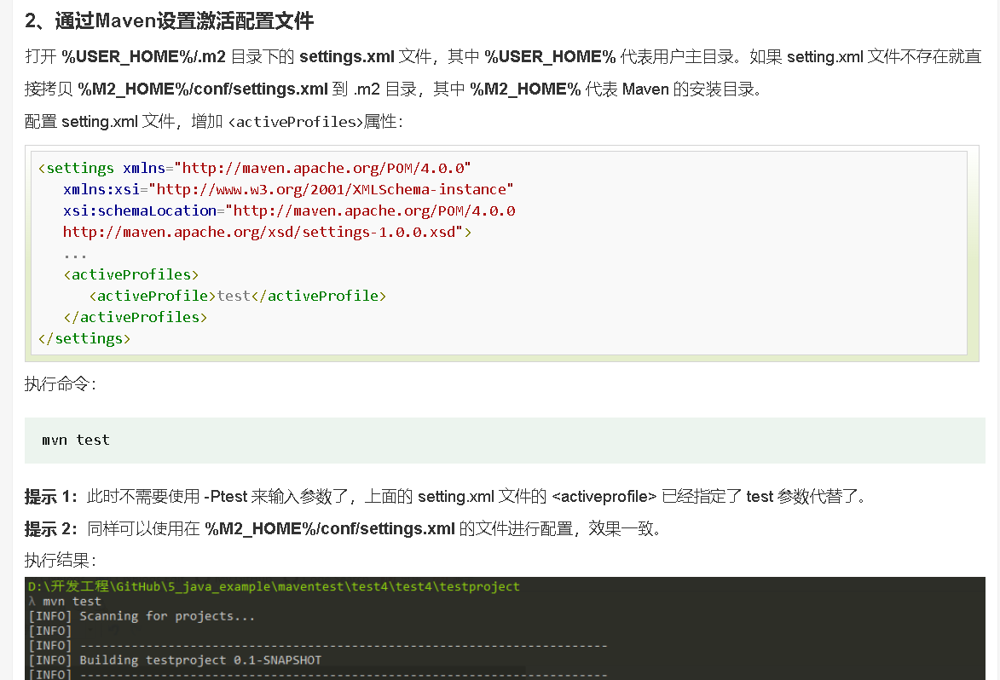 2、通过Maven设置激活配置文件
打开 %USER_HOME%/.m2 目录下的 settings.xml 文件，其中 %USER_HOME% 代表用户主目录。如果 setting.xml 文件不存在就直
接拷贝 %M2_HOME%/conf/settings.xml 到 .m2 目录，其中 %M2_HOME% 代表 Maven 的安装目录。
配置 setting.xml 文件，增加 <activeProfiles>属性：
<settings xmlns="http://maven.apache.org/POM/4.0.0"
   xmlns:xsi="http://www.w3.org/2001/XMLSchema-instance"
   xsi:schemaLocation="http://maven.apache.org/POM/4.0.0
   http://maven.apache.org/xsd/settings-1.0.0.xsd">
   ...
   <activeProfiles>
      <activeProfile>test</activeProfile>
   </activeProfiles>
</settings>
执行命令：
mvn test
提示 1：此时不需要使用 -Ptest 来输入参数了，上面的 setting.xml 文件的 <activeprofile> 已经指定了 test 参数代替了。
提示 2：同样可以使用在 %M2_HOME%/conf/settings.xml 的文件进行配置，效果一致。
执行结果：
D:\开发工程\GitHub\5_java_example\maventest\test4\test4\testproject
λ mvn test
[INFO] Scanning for projects...
[INFO]
[INFO] ------------------------------------------------------------------------
[INFO] Building testproject 0.1-SNAPSHOT
[INFO] ------------------------------------------------------------------------